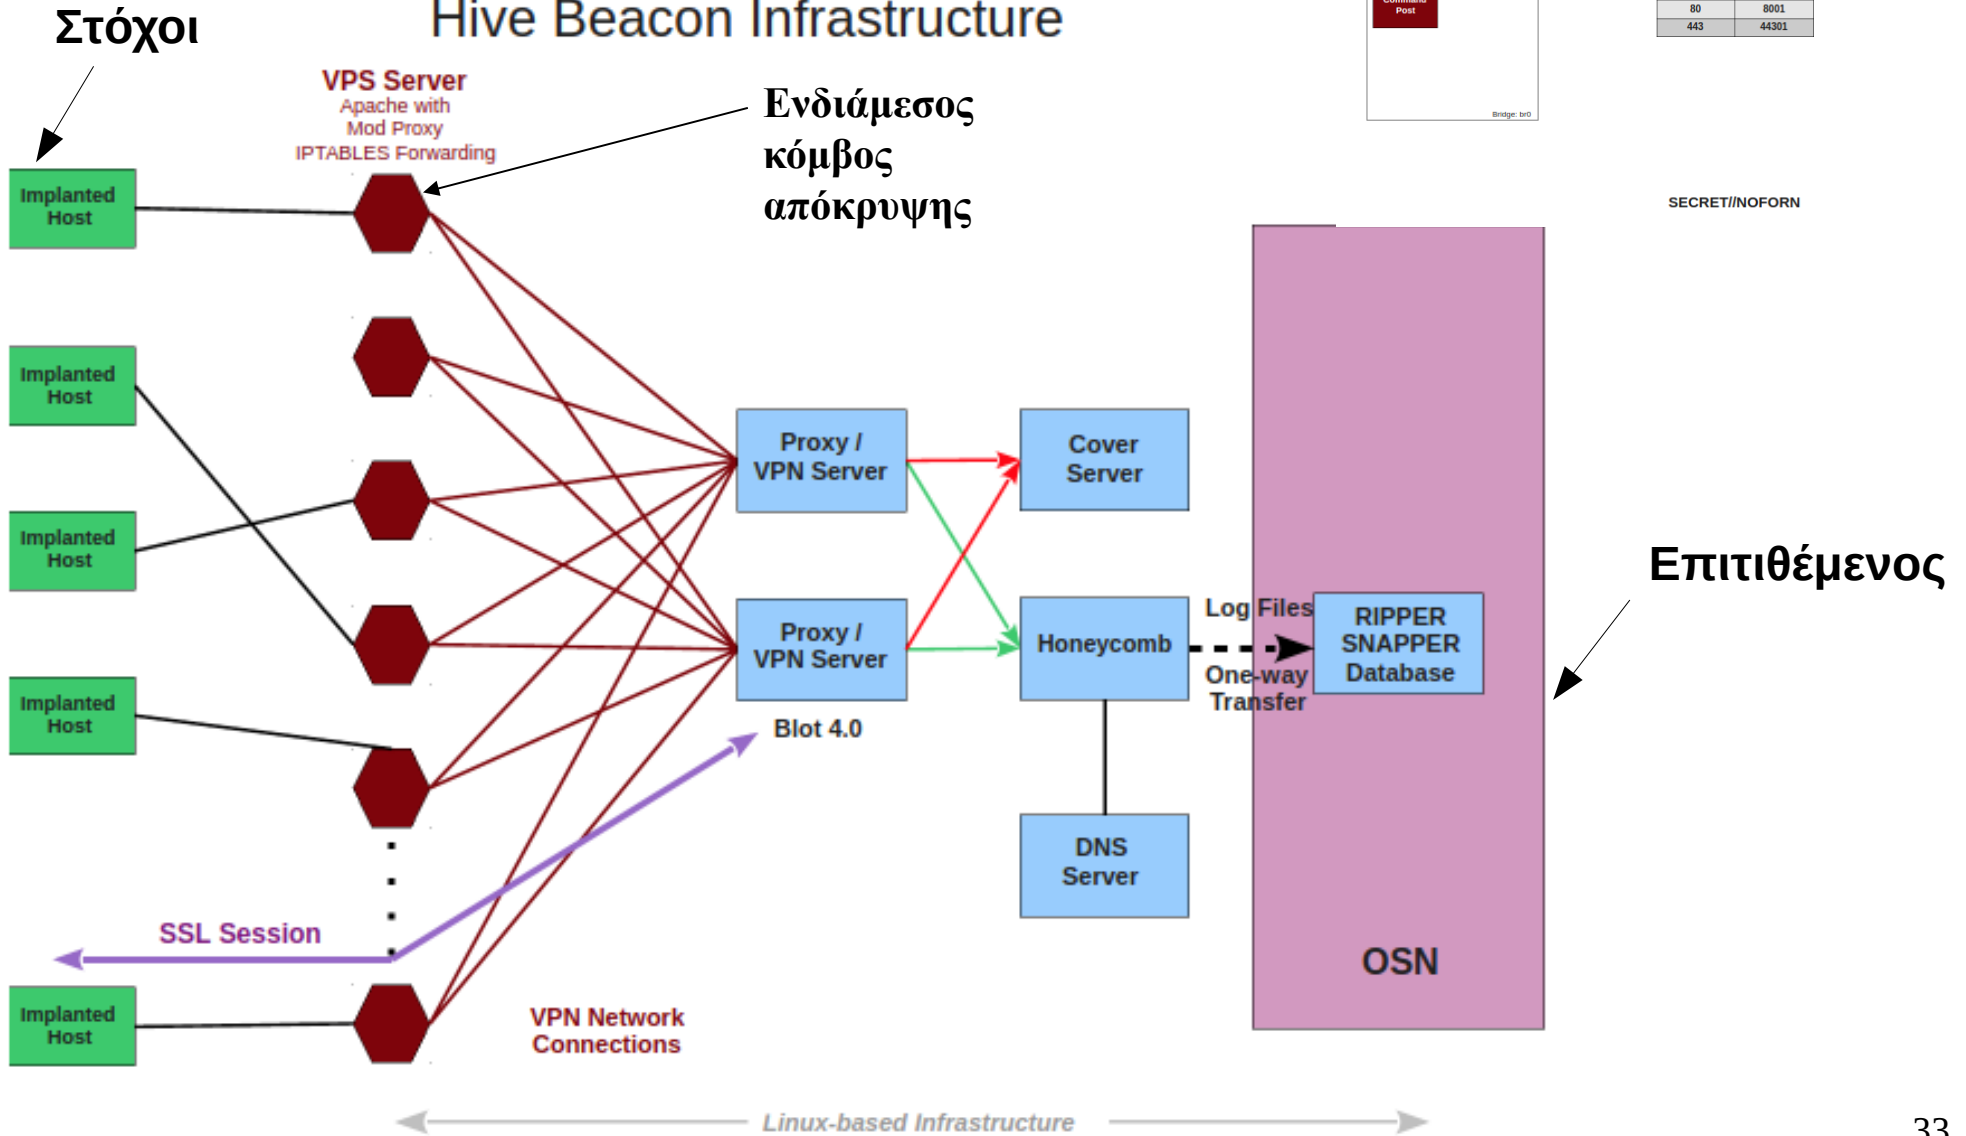 Στόχοι
Hive Beacon Infrastructure
Command
Post
Bridge: br0
80 8001
443 44301
VPS Server
Apache with
Mod Proxy
IPTABLES Forwarding
Ενδιάμεσος
κόμβος
απόκρυψης
SECRET//NOFORN
Implanted
Host
Implanted
Host
Implanted
Host
Implanted
Host
Implanted
Host
Proxy /
VPN Server
Proxy /
VPN Server
Blot 4.0
Cover
Server
Honeycomb
DNS
Server
Log Files
One-way
Transfer
RIPPER
SNAPPER
Database
OSN
Επιτιθέμενος
SSL Session
VPN Network
Connections
Linux-based Infrastructure
33